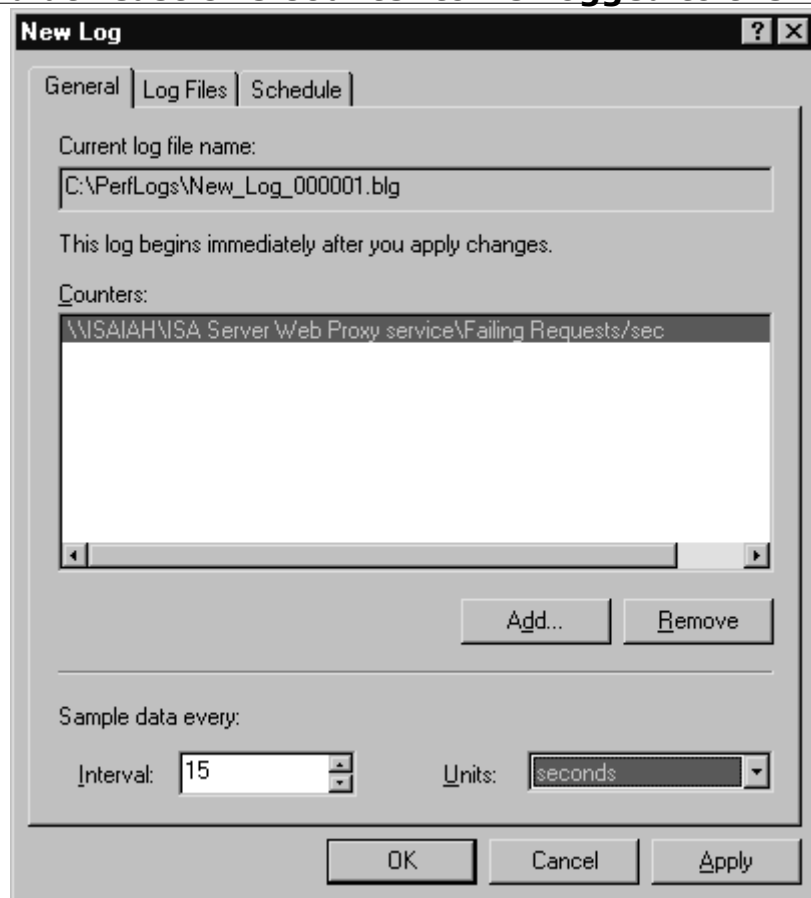 New Log
General Log Files Schedule
Current log file name:
C:\PerfLogs\New_Log_000001.blg
This log begins immediately after you apply changes.
Counters:
\\ISAIAH\ISA Server Web Proxy service\Failing Requests/sec
Add... Remove
Sample data every:
Interval: 15 Units: seconds
OK Cancel Apply